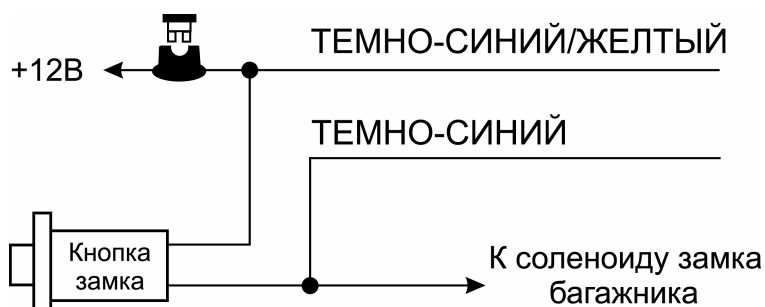 ТЕМНО-СИНИЙ/ЖЕЛТЫЙ
+12В
ТЕМНО-СИНИЙ
Кнопка
замка
К соленоиду замка
багажника